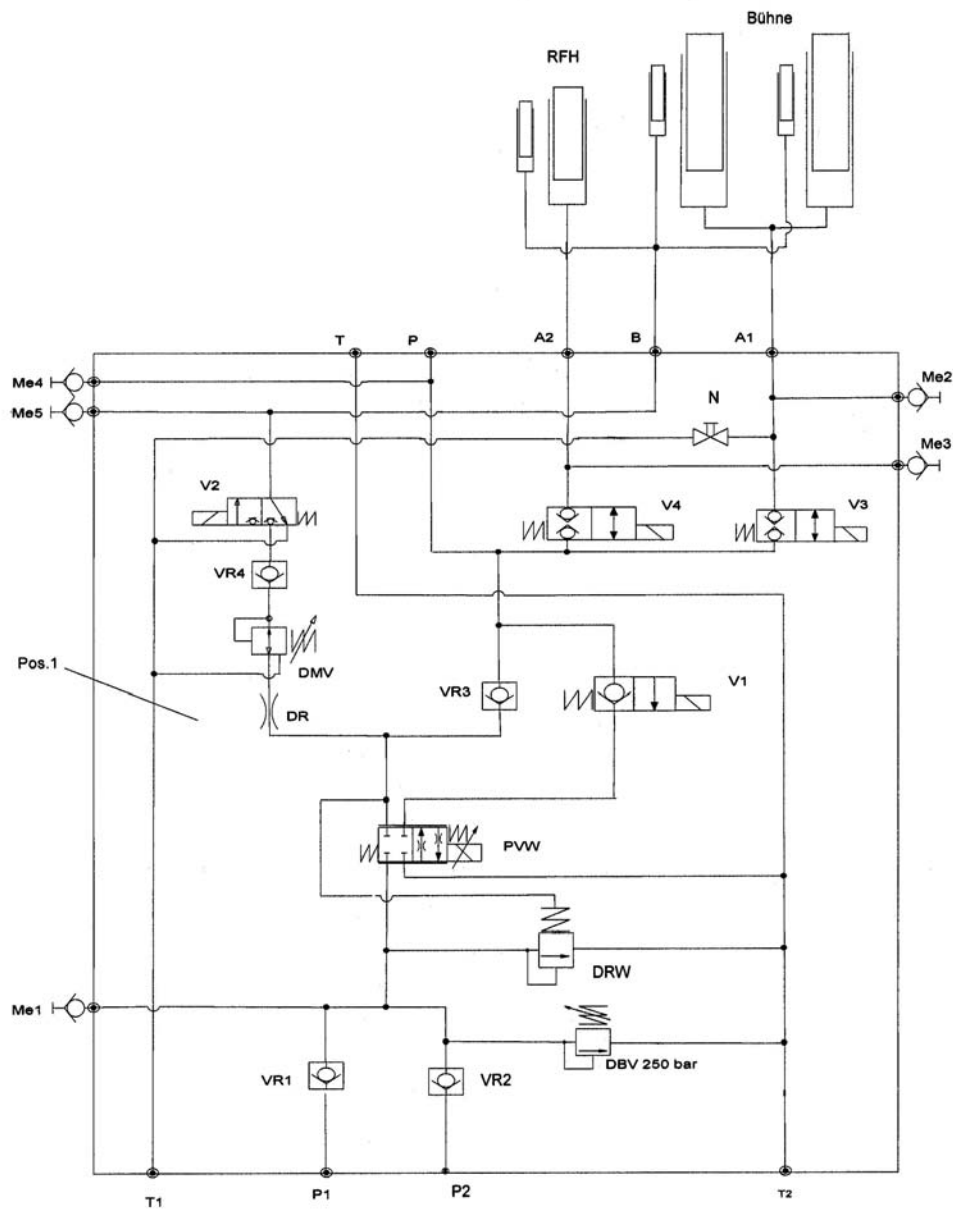 Bühne
RFH
T P A2 B A1
Me4
Me5
Me2
N
Me3
V2
V4 V3
VR4
Pos.1
DMV
VR3
V1
DR
PVW
DRW
Me1
DBV 250 bar
VR1
VR2
T1 P1 P2 T2